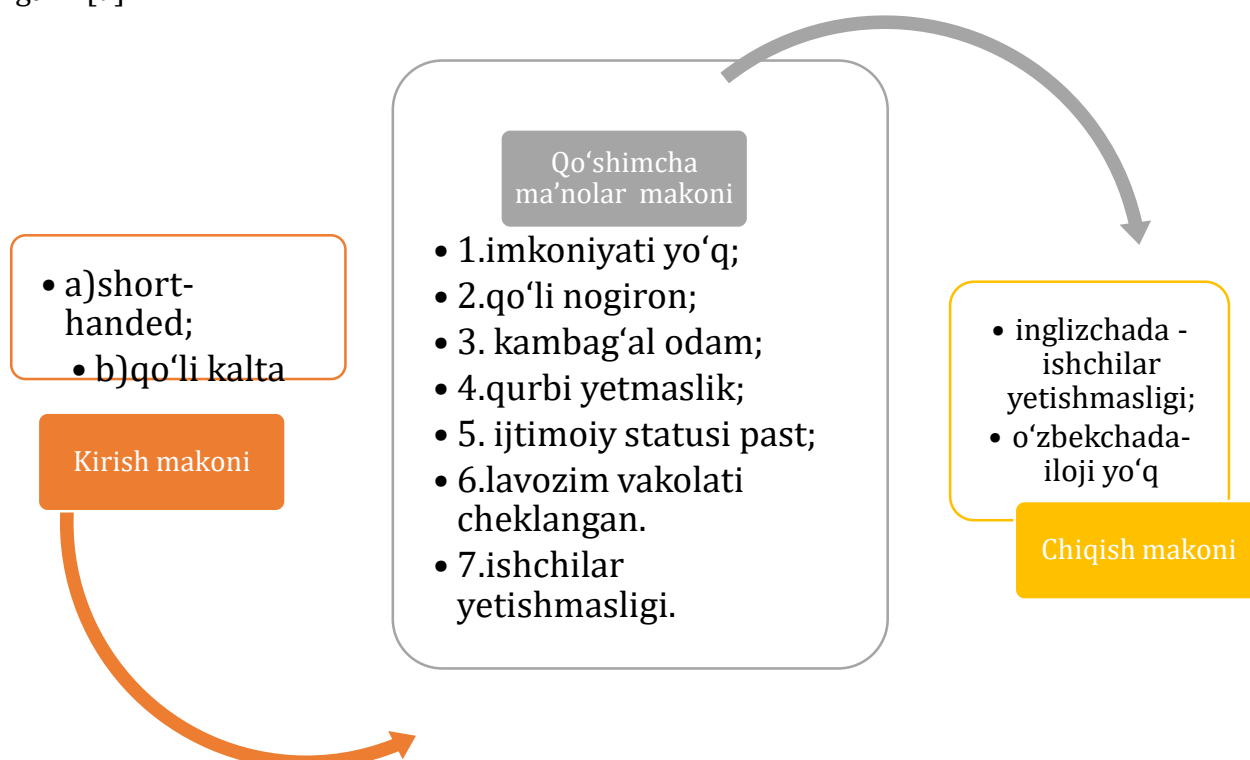 • a)short-
handed;
• b)qo‘li kalta
Kirish makoni
Qo‘shimcha
ma’nolar makoni
• 1.imkoniyati yo‘q;
• 2.qo‘li nogiron;
• 3. kambag‘al odam;
• 4.qurbi yetmaslik;
• 5. ijtimoiy statusi past;
• 6.lavozim vakolati
cheklangan.
• 7.ishchilar
yetishmasligi.
• inglizchada -
ishchilar
yetishmasligi;
• o‘zbekchada-
iloji yo‘q
Chiqish makoni